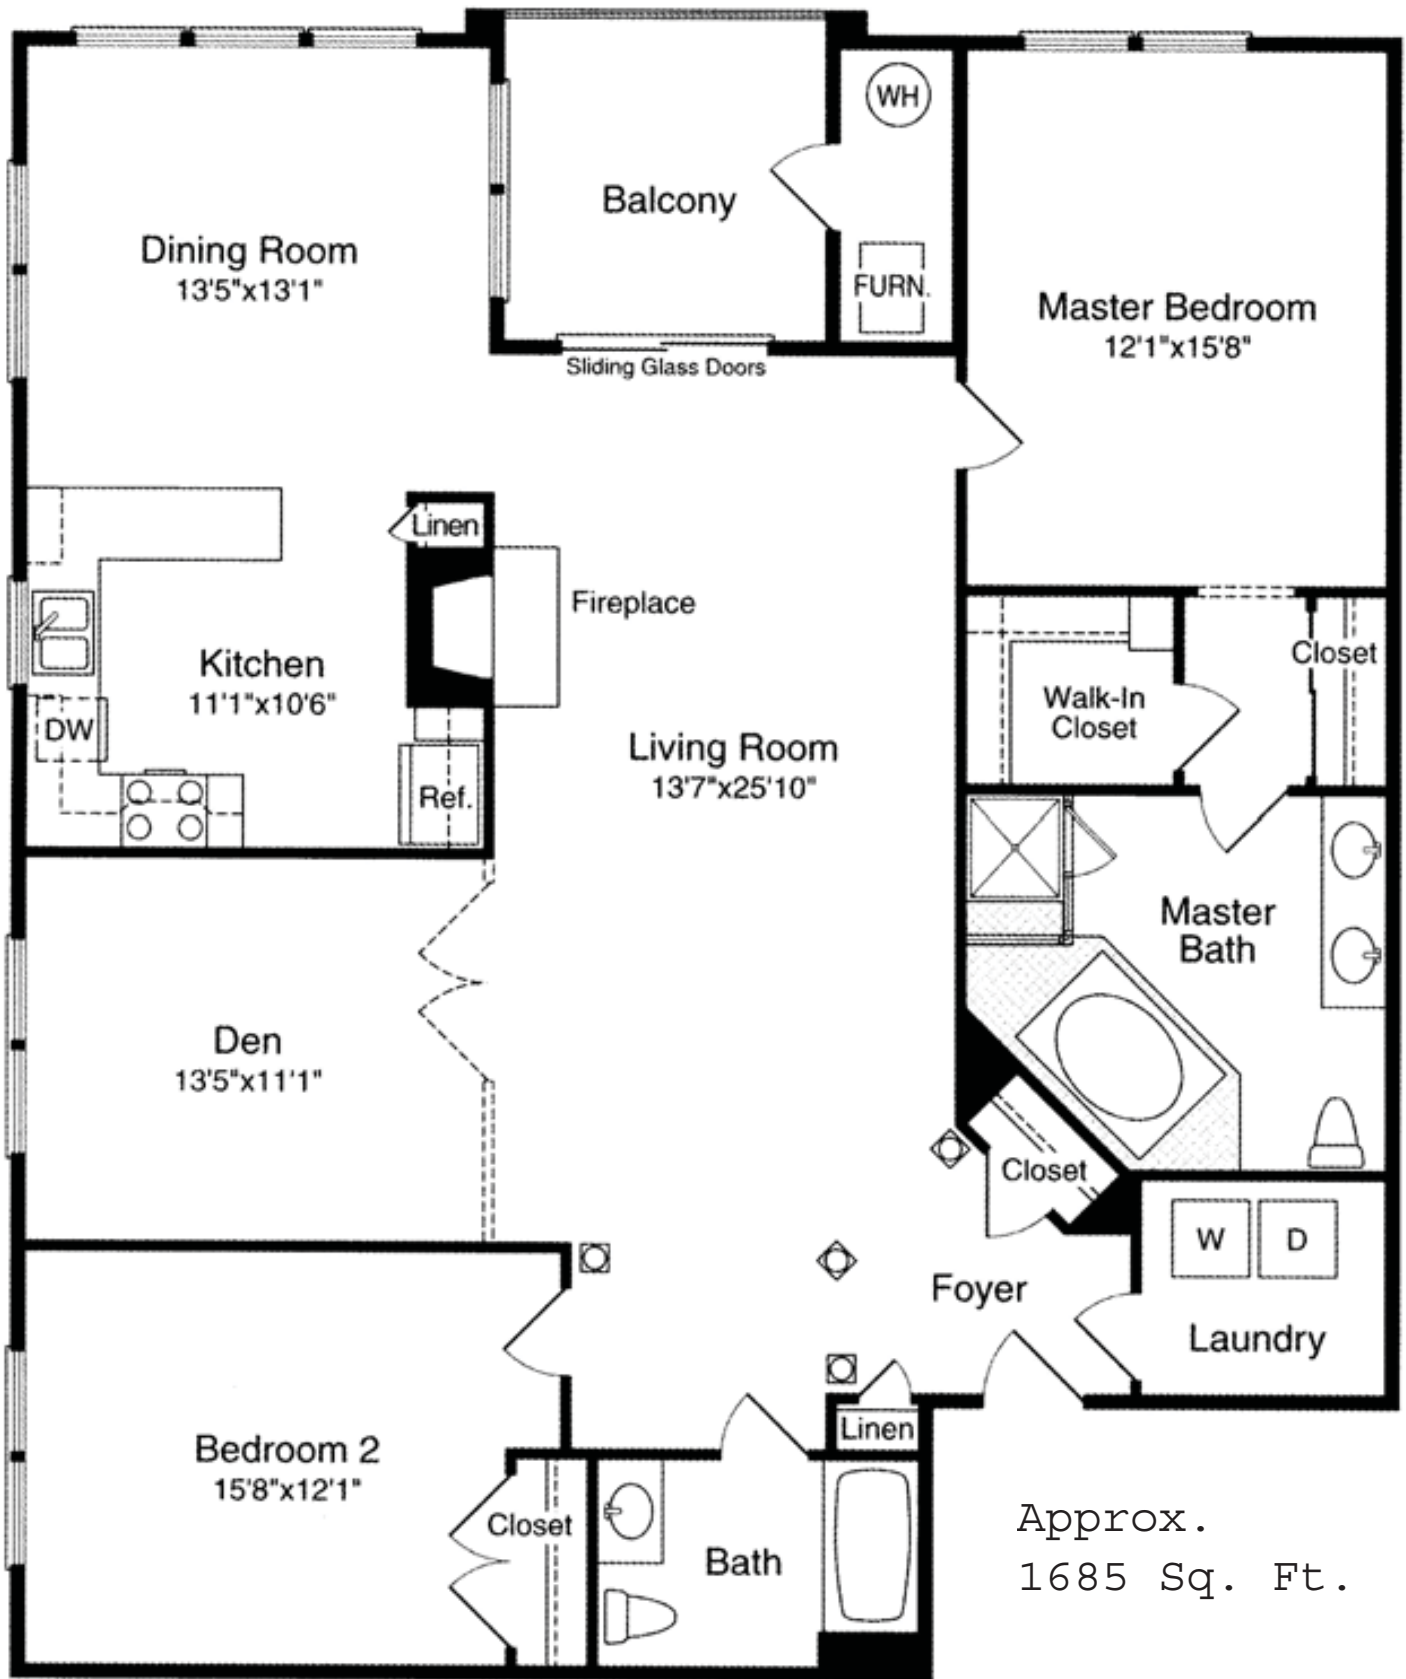 WH
Balcony
Dining Room
13'5"x13'1"
FURN.
Master Bedroom
12'1"x15'8"
Sliding Glass Doors
Linen
Fireplace
Kitchen
11'1"x10'6"
DW
Ref.
Living Room
13'7"x25'10"
Walk-In
Closet
Closet
Master
Bath
Den
13'5"x11'1"
Closet
W
D
Foyer
Laundry
Linen
Bedroom 2
15'8"x12'1"
Closet
Bath
Approx.
1685 Sq. Ft.